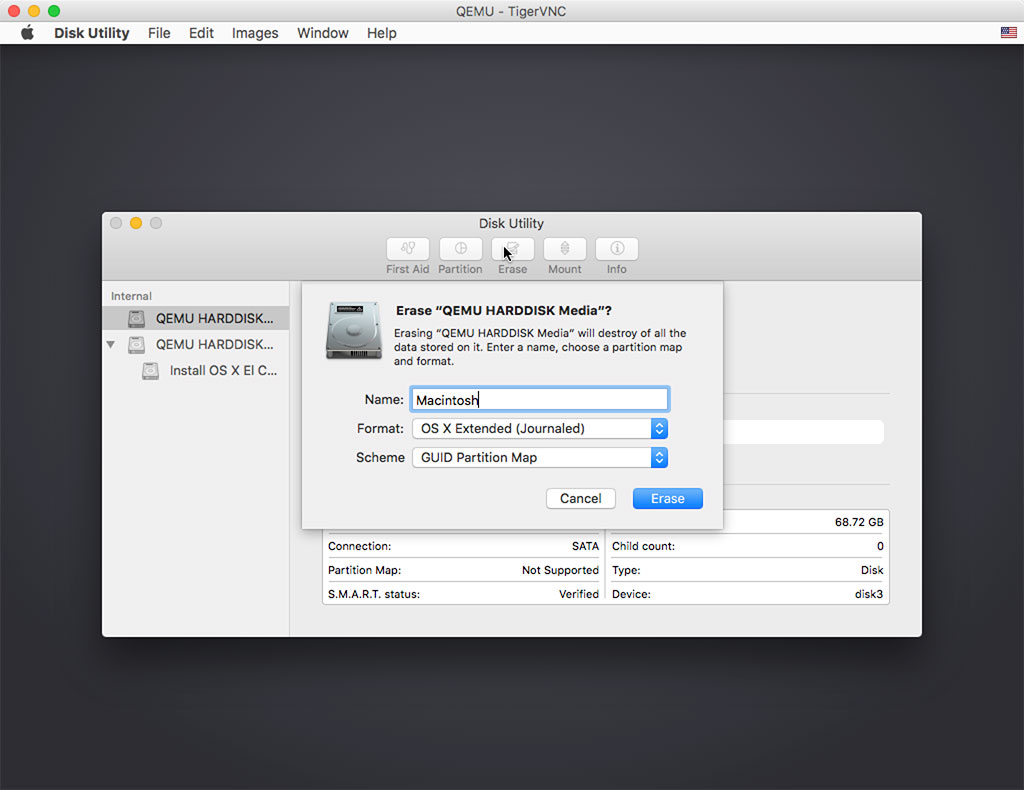 QEMU - TigerVNC
Disk Utility File Edit Images Window Help
Disk Utility
First Aid Partition Erase Mount Info
Internal
QEMU HARDDISK...
QEMU HARDDISK...
Install OS X El C...
Erase “QEMU HARDDISK Media”?
Erasing “QEMU HARDDISK Media” will destroy of all the
data stored on it. Enter a name, choose a partition map
and format.
Name: Macintosh
Format: OS X Extended (Journaled)
Scheme GUID Partition Map
Cancel Erase
68.72 GB
Connection: SATA Child count: 0
Partition Map: Not Supported Type: Disk
S.M.A.R.T. status: Verified Device: disk3